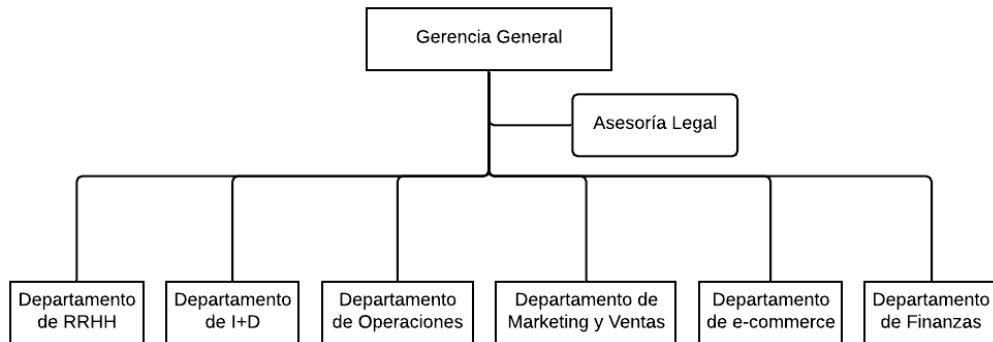 Gerencia General
Asesoría Legal
Departamento
de RRHH
Departamento
de I+D
Departamento
de Operaciones
Departamento de
Marketing y Ventas
Departamento
de e-commerce
Departamento
de Finanzas